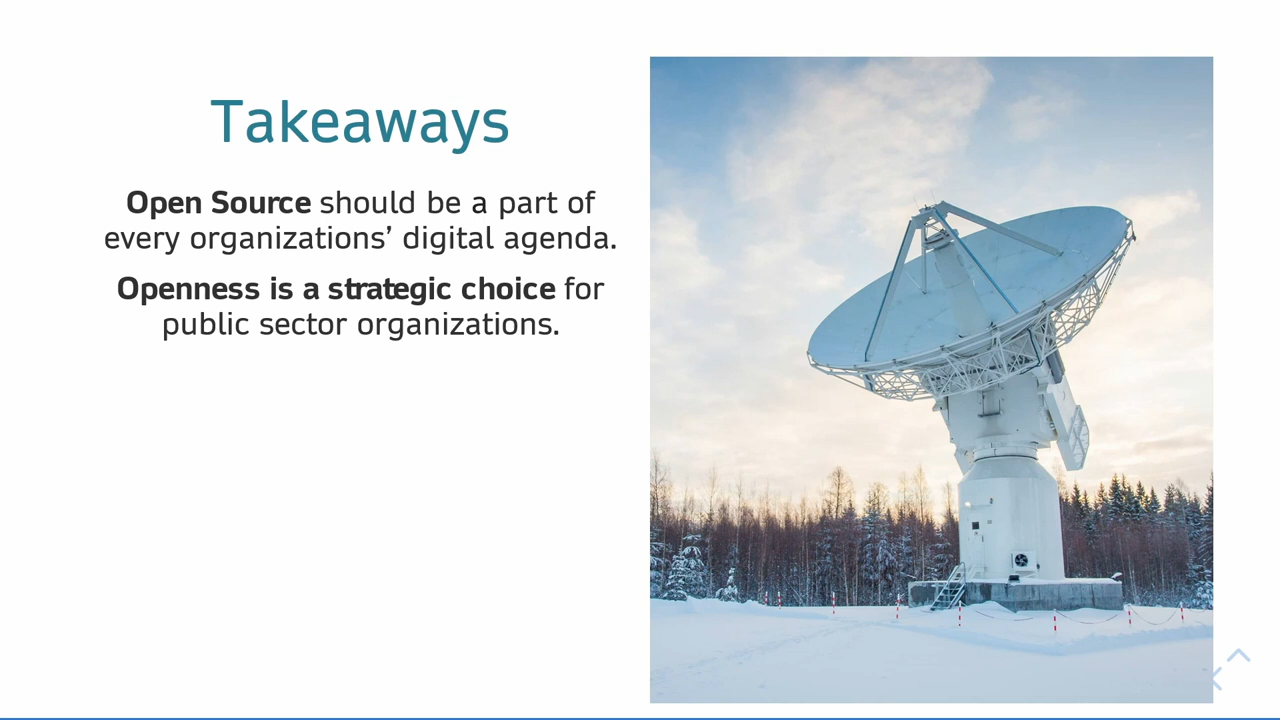 Takeaways
Open Source should be a part of
every organizations’ digital agenda.
Openness is a strategic choice for
public sector organizations.